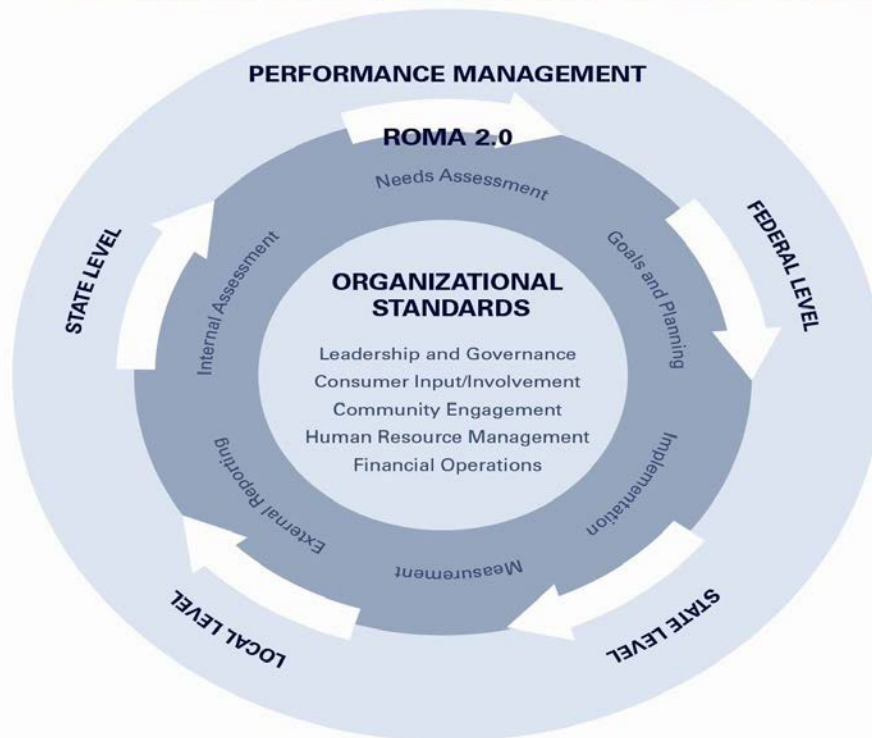 PERFORMANCE MANAGEMENT
ROMA 2.0
Needs Assessment
Goals and Planning
Implementation
Measurement
External Reporting
Internal Assessment
FEDERAL LEVEL
STATE LEVEL
LOCAL LEVEL
STATE LEVEL
ORGANIZATIONAL
STANDARDS
Leadership and Governance
Consumer Input/Involvement
Community Engagement
Human Resource Management
Financial Operations